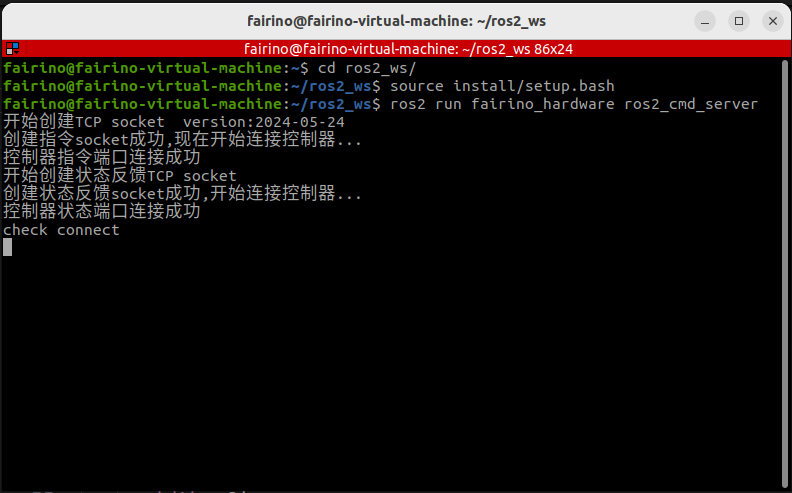 fairino@fairino-virtual-machine: ~/ros2_ws
fairino@fairino-virtual-machine: ~/ros2_ws 86x24
fairino@fairino-virtual-machine:~$ cd ros2_ws/
fairino@fairino-virtual-machine:~/ros2_ws$ source install/setup.bash
fairino@fairino-virtual-machine:~/ros2_ws$ ros2 run fairino_hardware ros2_cmd_server
开始创建TCP socket  version:2024-05-24
创建指令socket成功,现在开始连接控制器...
控制器指令端口连接成功
开始创建状态反馈TCP socket
创建状态反馈socket成功,开始连接控制器...
控制器状态端口连接成功
check connect